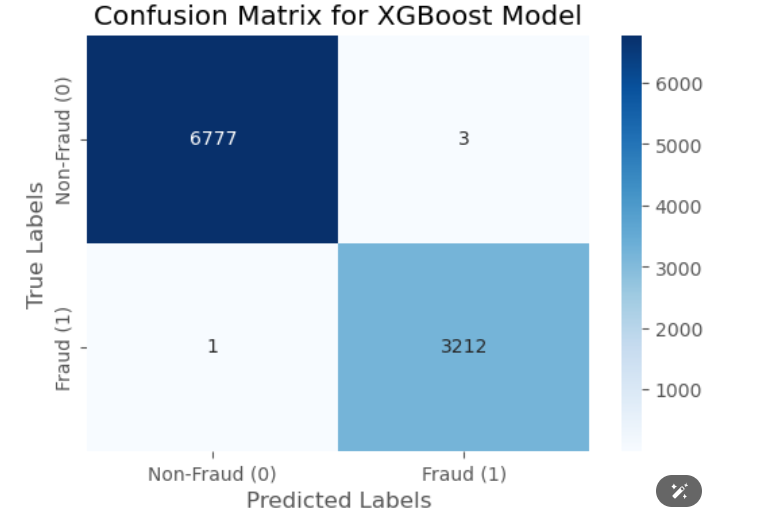 Confusion Matrix for XGBoost Model
True Labels
Non-Fraud (0)
Fraud (1)
6777
3
1
3212
Non-Fraud (0)
Fraud (1)
Predicted Labels
6000
5000
4000
3000
2000
1000